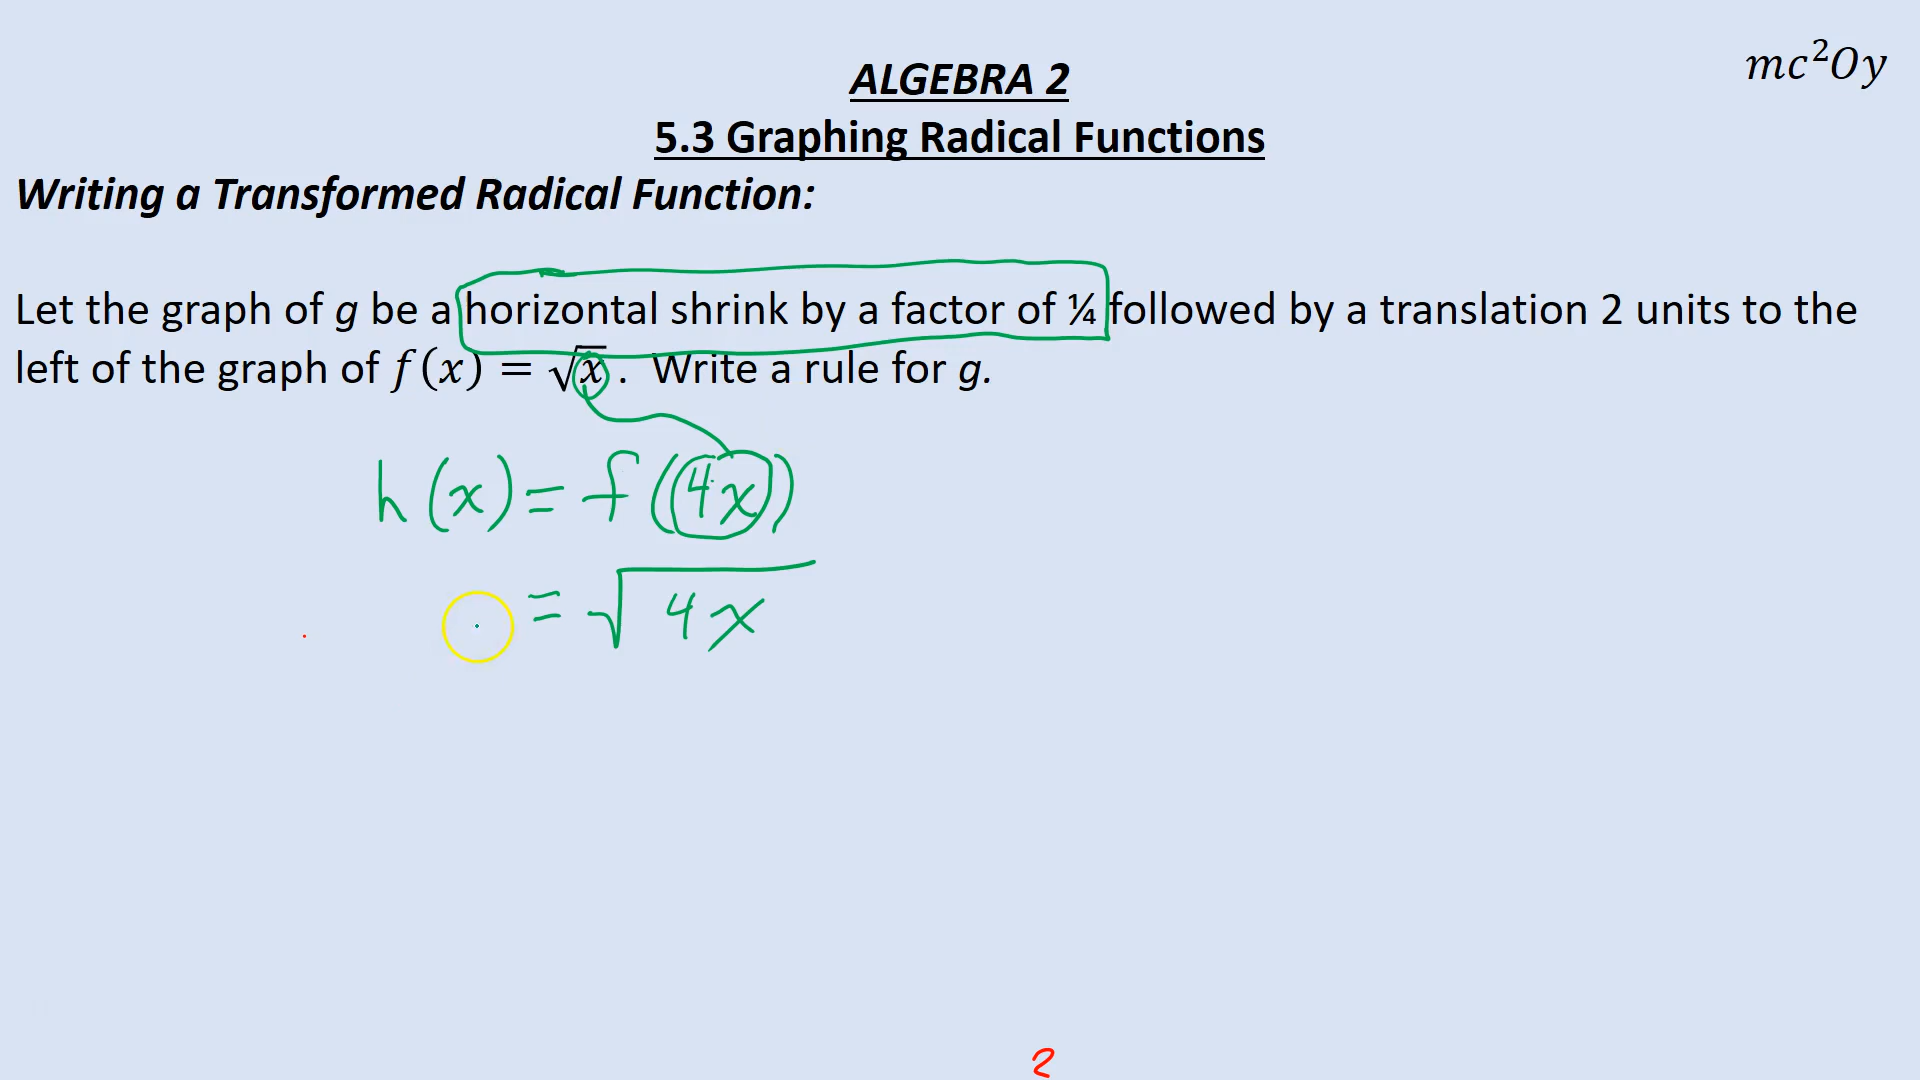 mc²Oy
ALGEBRA 2
5.3 Graphing Radical Functions
Writing a Transformed Radical Function:
Let the graph of g be a horizontal shrink by a factor of ¼ followed by a translation 2 units to the
left of the graph of f(x) = √x. Write a rule for g.
h(x) = f(4x)
= √4x
2